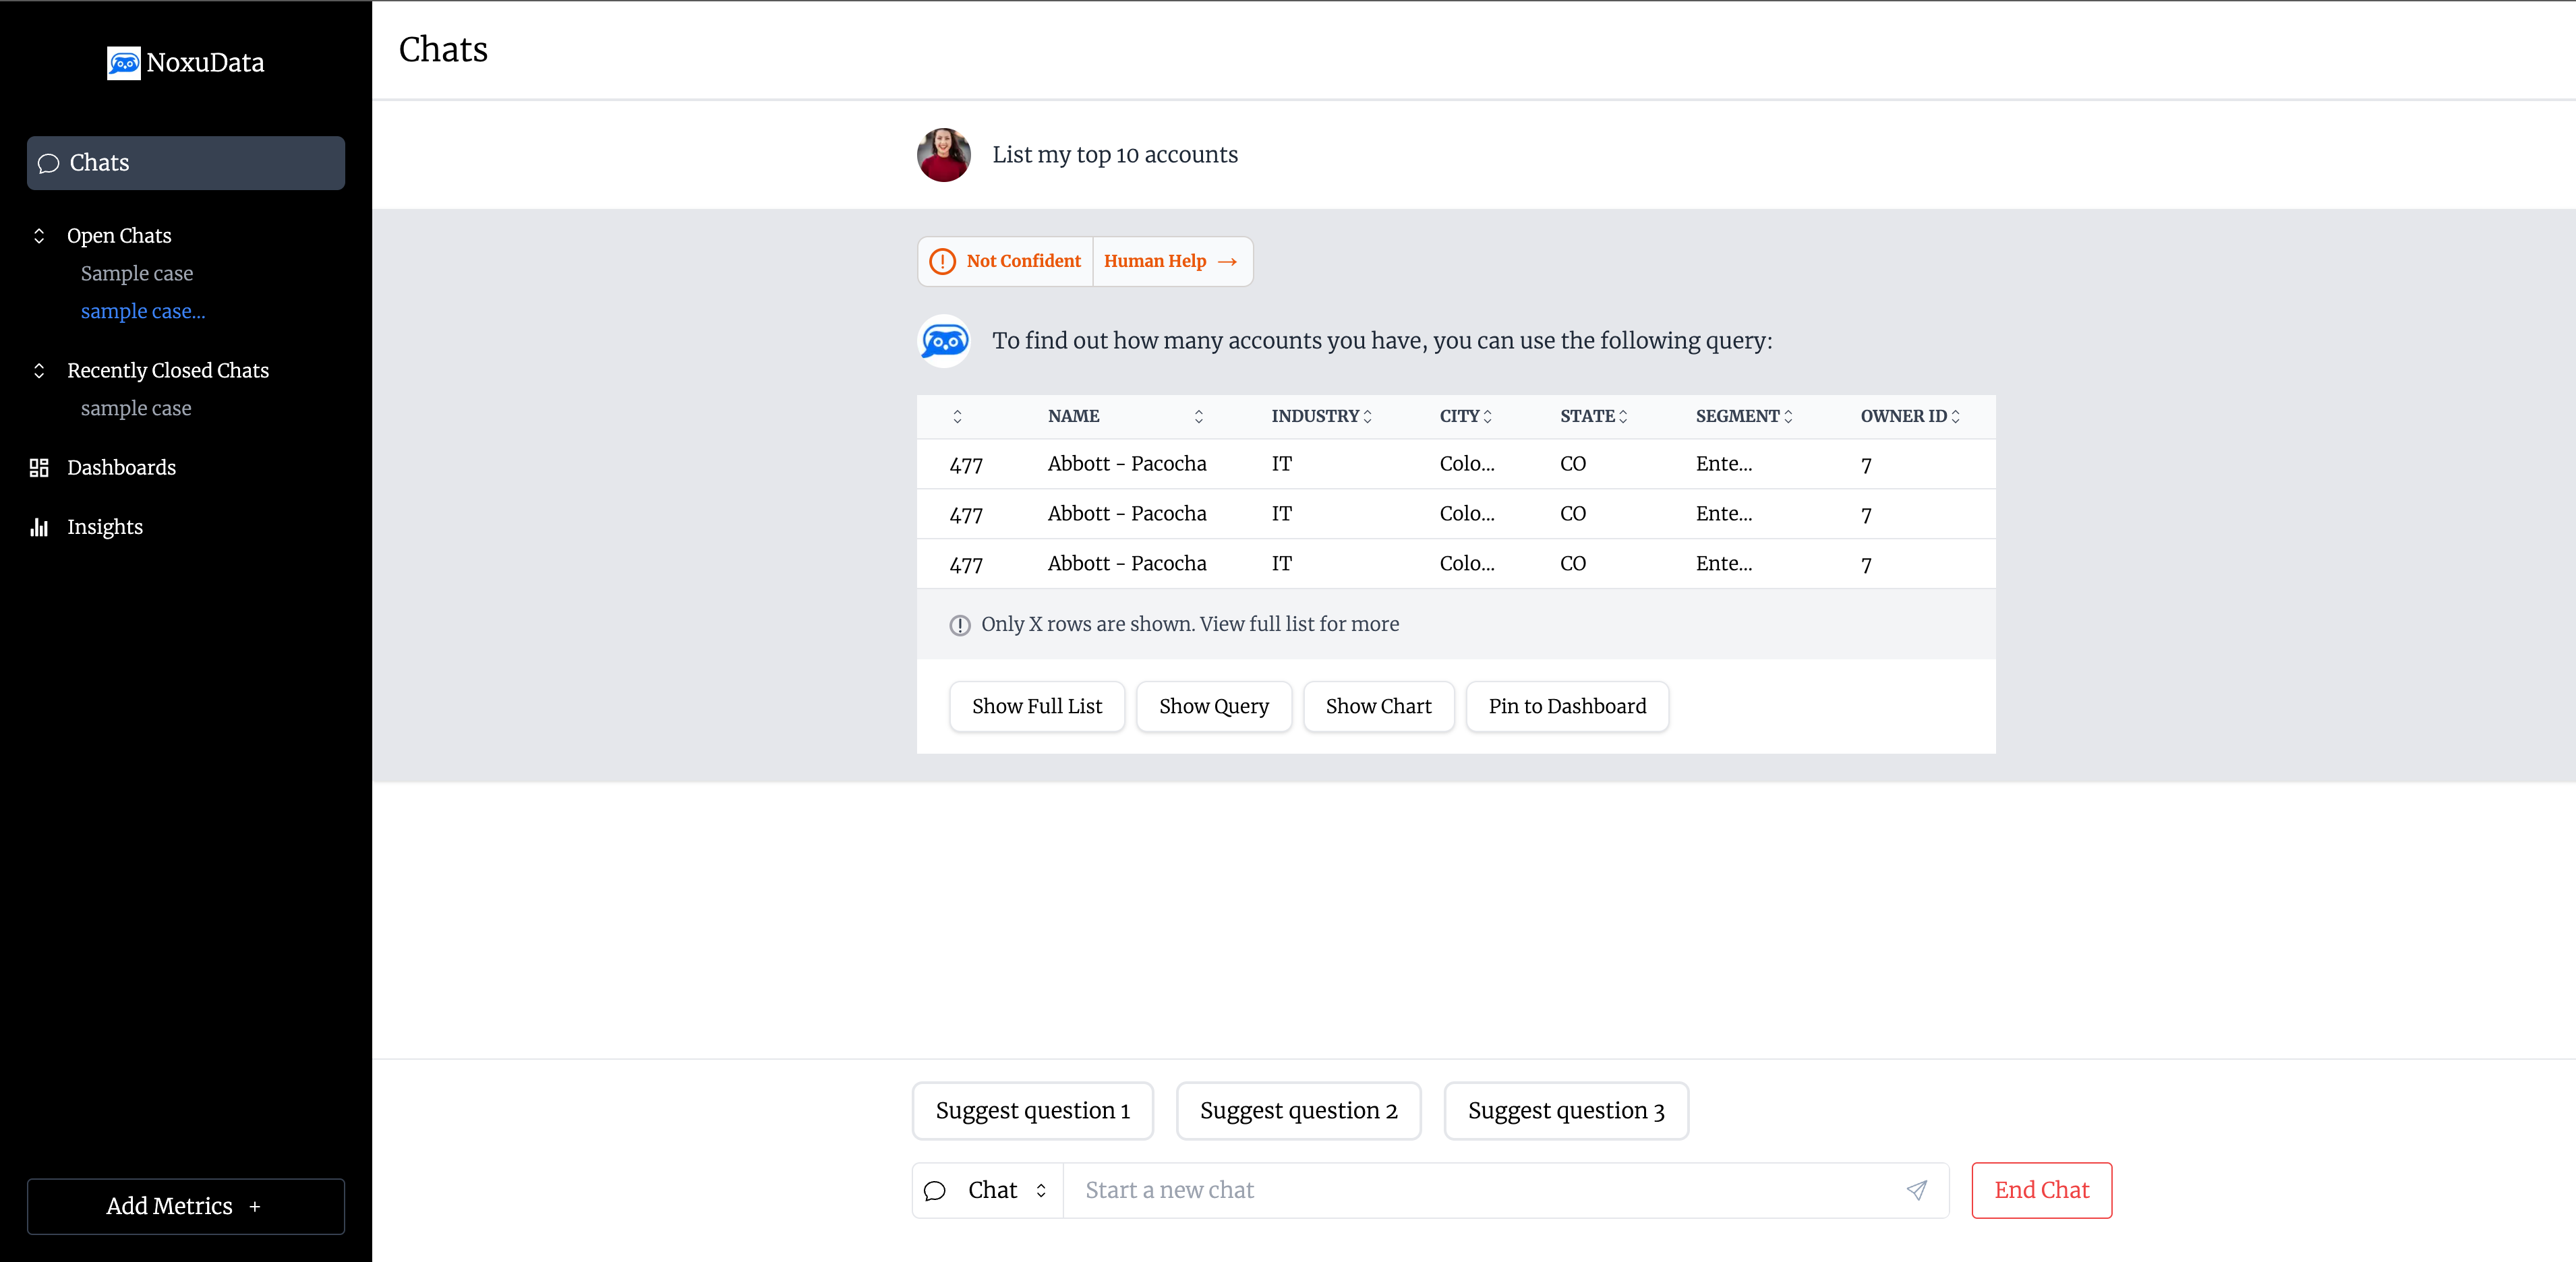 NoxuData
Chats
Open Chats
Sample case
sample case...
Recently Closed Chats
sample case
Dashboards
Insights
Add Metrics +
Chats
List my top 10 accounts
Not Confident Human Help →
To find out how many accounts you have, you can use the following query:
NAME INDUSTRY CITY STATE SEGMENT OWNER ID
477 Abbott - Pacocha IT Colo... CO Ente... 7
477 Abbott - Pacocha IT Colo... CO Ente... 7
477 Abbott - Pacocha IT Colo... CO Ente... 7
Only X rows are shown. View full list for more
Show Full List Show Query Show Chart Pin to Dashboard
Suggest question 1 Suggest question 2 Suggest question 3
Chat Start a new chat End Chat